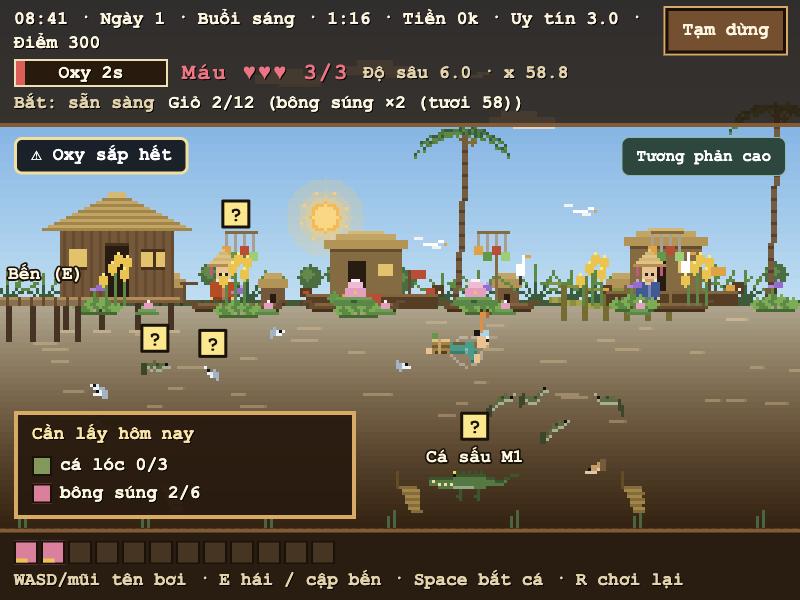 08:41 · Ngày 1 · Buổi sáng · 1:16 · Tiền 0k · Uy tín 3.0 ·
Điểm 300
Tạm dừng
Oxy 2s Máu ♥♥♥ 3/3 Độ sâu 6.0 · x 58.8
Bắt: sẵn sàng Giỏ 2/12 (bông súng ×2 (tươi 58))
⚠ Oxy sắp hết
Tương phản cao
?
Bến (E)
?
?
?
Cá sấu M1
Cần lấy hôm nay
cá lóc 0/3
bông súng 2/6
WASD/mũi tên bơi · E hái / cập bến · Space bắt cá · R chơi lại